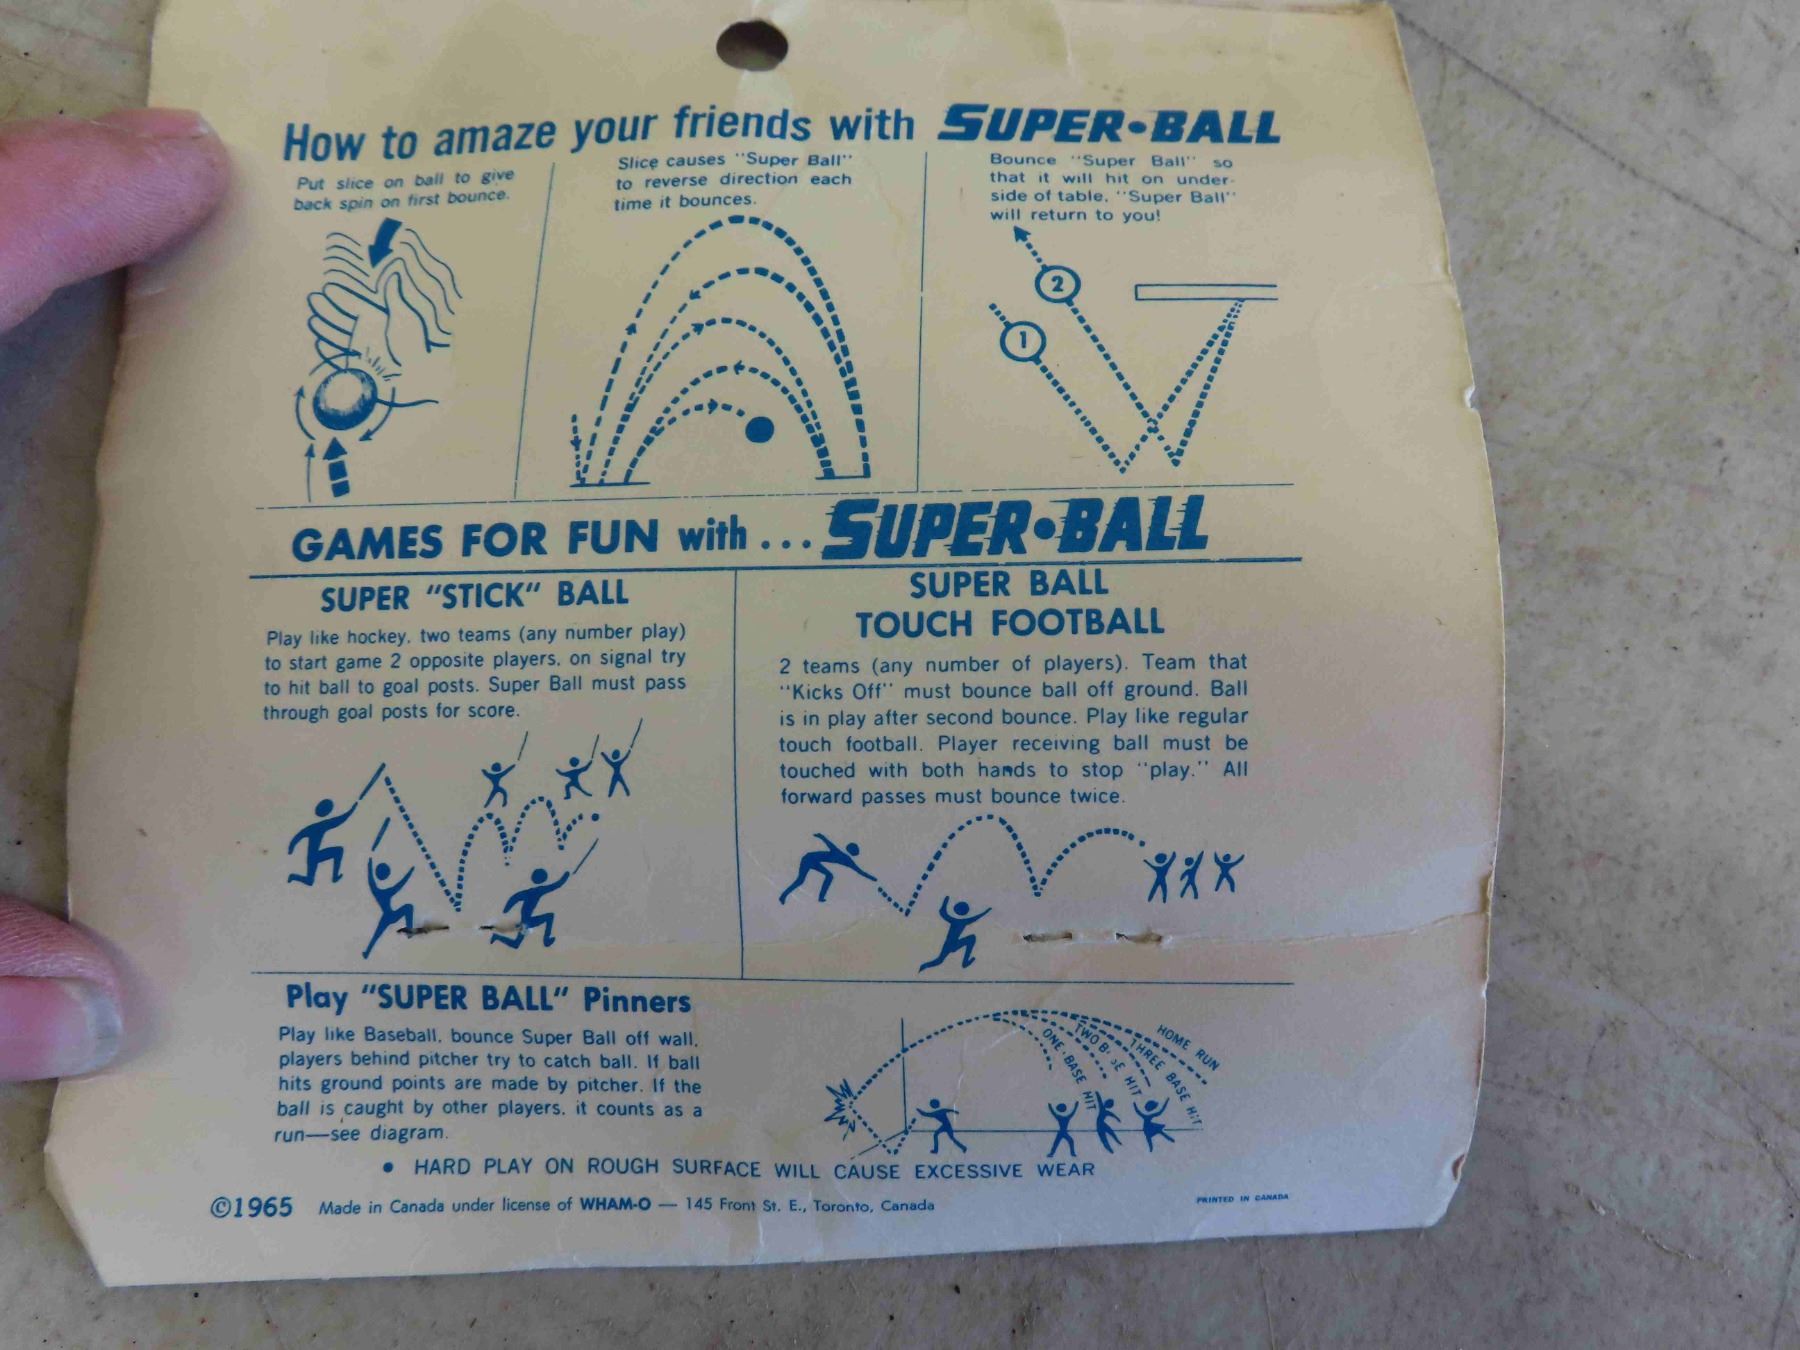 How to amaze your friends with SUPER•BALL
Put slice on ball to give
back spin on first bounce.
Slice causes "Super Ball"
to reverse direction each
time it bounces.
Bounce "Super Ball" so
that it will hit on under-
side of table. "Super Ball"
will return to you!
2
1
GAMES FOR FUN with... SUPER•BALL
SUPER "STICK" BALL
Play like hockey, two teams (any number play)
to start game 2 opposite players, on signal try
to hit ball to goal posts. Super Ball must pass
through goal posts for score.
SUPER BALL
TOUCH FOOTBALL
2 teams (any number of players). Team that
"Kicks Off" must bounce ball off ground. Ball
is in play after second bounce. Play like regular
touch football. Player receiving ball must be
touched with both hands to stop "play." All
forward passes must bounce twice.
Play "SUPER BALL" Pinners
Play like Baseball, bounce Super Ball off wall,
players behind pitcher try to catch ball. If ball
hits ground points are made by pitcher. If the
ball is caught by other players, it counts as a
run—see diagram.
ONE-BASE HIT
TWO BASE HIT
THREE BASE HIT
HOME RUN
• HARD PLAY ON ROUGH SURFACE WILL CAUSE EXCESSIVE WEAR
©1965 Made in Canada under license of WHAM-O — 145 Front St. E., Toronto, Canada
PRINTED IN CANADA